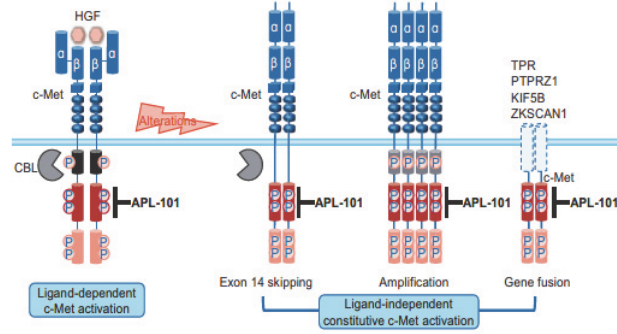 HGF
α α
β β
c-Met
CBL
P P
P P
P P
P P
P P
APL-101
Ligand-dependent
c-Met activation
Alterations
α α
β β
c-Met
P P
P P
P P
P P
APL-101
Exon 14 skipping
α α α α
β β β β
c-Met
P P P P
P P P P
P P P P
P P P P
P P P P
APL-101
Amplification
TPR
PTPRZ1
KIF5B
ZKSCAN1
c-Met
P P
P P
P P
P P
APL-101
Gene fusion
Ligand-independent
constitutive c-Met activation